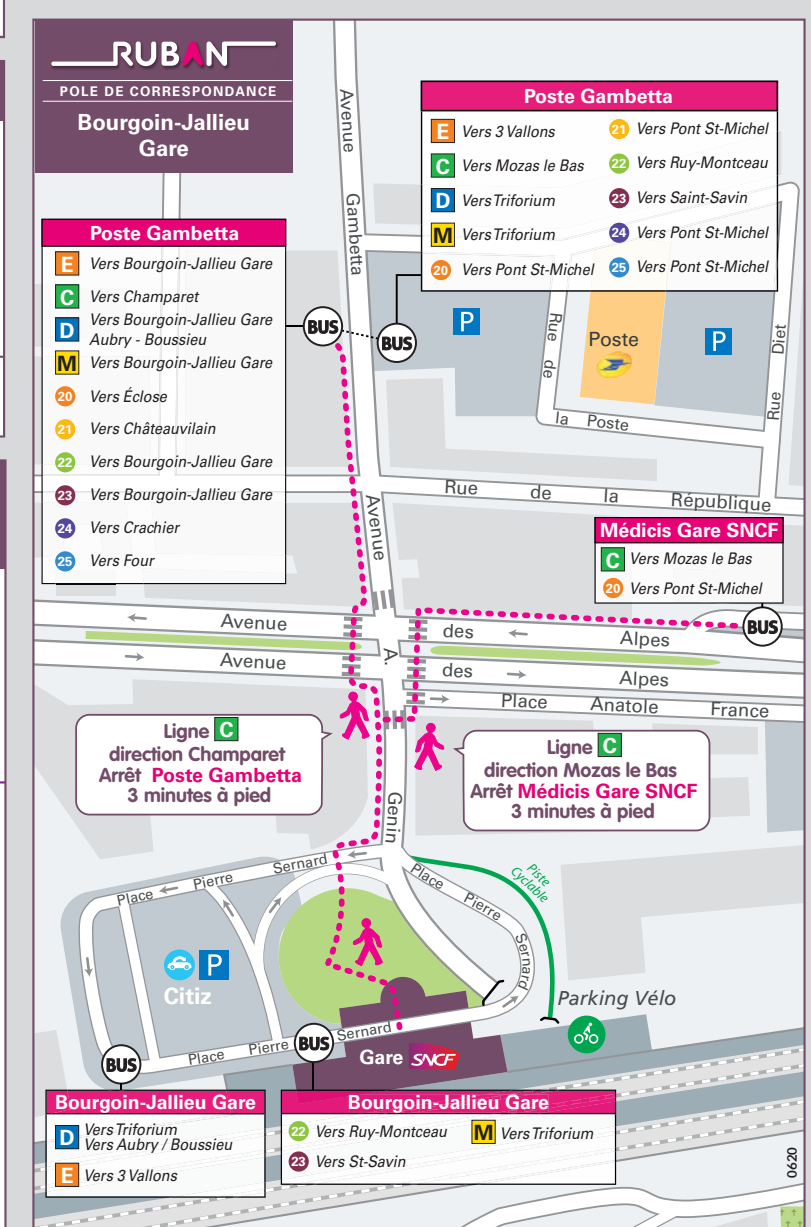 RUBAN
POLE DE CORRESPONDANCE
Bourgoin-Jallieu
Gare
Poste Gambetta
E Vers 3 Vallons
C Vers Mozas le Bas
D Vers Triforium
M Vers Triforium
20 Vers Pont St-Michel
21 Vers Pont St-Michel
22 Vers Ruy-Montceau
23 Vers Saint-Savin
24 Vers Pont St-Michel
25 Vers Pont St-Michel
Poste Gambetta
E Vers Bourgoin-Jallieu Gare
C Vers Champaret
D Vers Bourgoin-Jallieu Gare
Aubry - Boussieu
M Vers Bourgoin-Jallieu Gare
20 Vers Éclose
21 Vers Châteauvilain
22 Vers Bourgoin-Jallieu Gare
23 Vers Bourgoin-Jallieu Gare
24 Vers Crachier
25 Vers Four
Avenue Gambetta
BUS
BUS
P
Poste
P
Rue de
la Poste
Rue Diet
Rue de la République
Avenue
Médicis Gare SNCF
C Vers Mozas le Bas
20 Vers Pont St-Michel
BUS
Avenue des Alpes
Avenue des Alpes
Place Anatole France
A. Genin
Ligne C
direction Champaret
Arrêt Poste Gambetta
3 minutes à pied
Ligne C
direction Mozas le Bas
Arrêt Médicis Gare SNCF
3 minutes à pied
Place Pierre Sernard
Place Pierre Sernard
Piste
Cyclable
P
Citiz
Parking Vélo
Place Pierre Sernard
BUS
BUS
Gare SNCF
Bourgoin-Jallieu Gare
D Vers Triforium
Vers Aubry / Boussieu
E Vers 3 Vallons
Bourgoin-Jallieu Gare
22 Vers Ruy-Montceau
23 Vers St-Savin
M Vers Triforium
0620